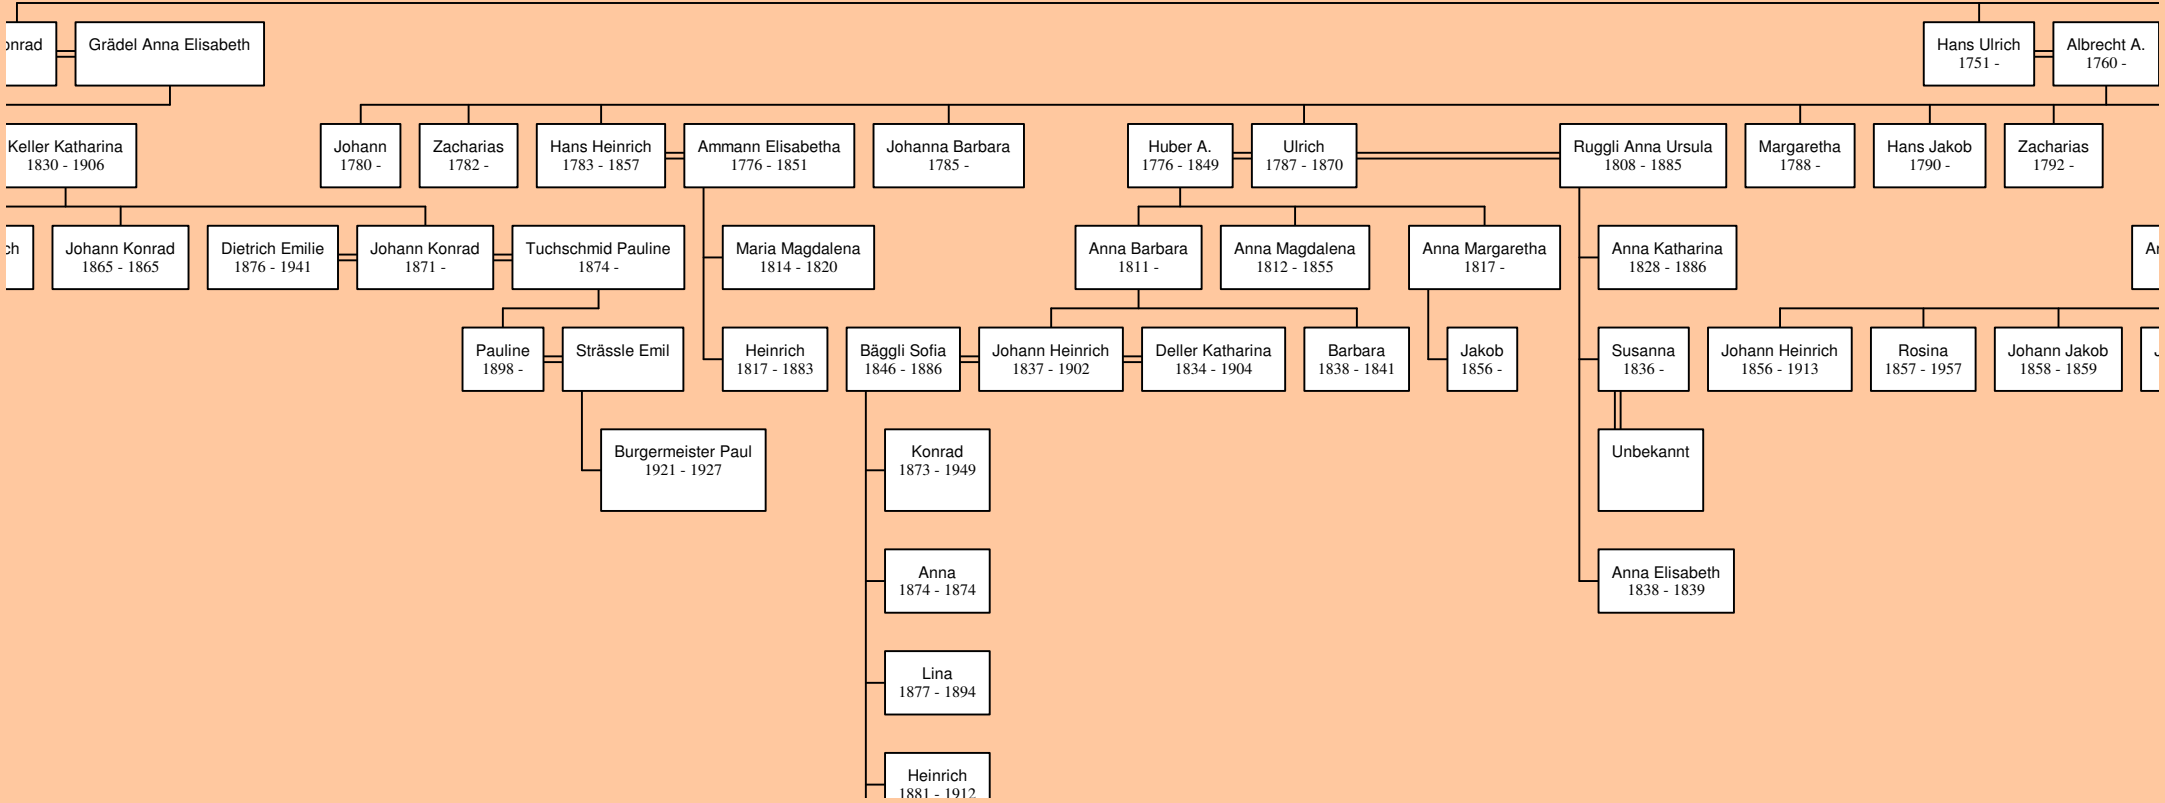 onrad
Grädel Anna Elisabeth
Hans Ulrich
1751 -
Albrecht A.
1760 -
Keller Katharina
1830 - 1906
Johann
1780 -
Zacharias
1782 -
Hans Heinrich
1783 - 1857
Ammann Elisabetha
1776 - 1851
Johanna Barbara
1785 -
Huber A.
1776 - 1849
Ulrich
1787 - 1870
Ruggli Anna Ursula
1808 - 1885
Margaretha
1788 -
Hans Jakob
1790 -
Zacharias
1792 -
ch
Johann Konrad
1865 - 1865
Dietrich Emilie
1876 - 1941
Johann Konrad
1871 -
Tuchschmid Pauline
1874 -
Maria Magdalena
1814 - 1820
Anna Barbara
1811 -
Anna Magdalena
1812 - 1855
Anna Margaretha
1817 -
Anna Katharina
1828 - 1886
Pauline
1898 -
Strässle Emil
Heinrich
1817 - 1883
Bäggli Sofia
1846 - 1886
Johann Heinrich
1837 - 1902
Deller Katharina
1834 - 1904
Barbara
1838 - 1841
Jakob
1856 -
Susanna
1836 -
Johann Heinrich
1856 - 1913
Rosina
1857 - 1957
Johann Jakob
1858 - 1859
Burgermeister Paul
1921 - 1927
Konrad
1873 - 1949
Unbekannt
Anna
1874 - 1874
Anna Elisabeth
1838 - 1839
Lina
1877 - 1894
Heinrich
1881 - 1912